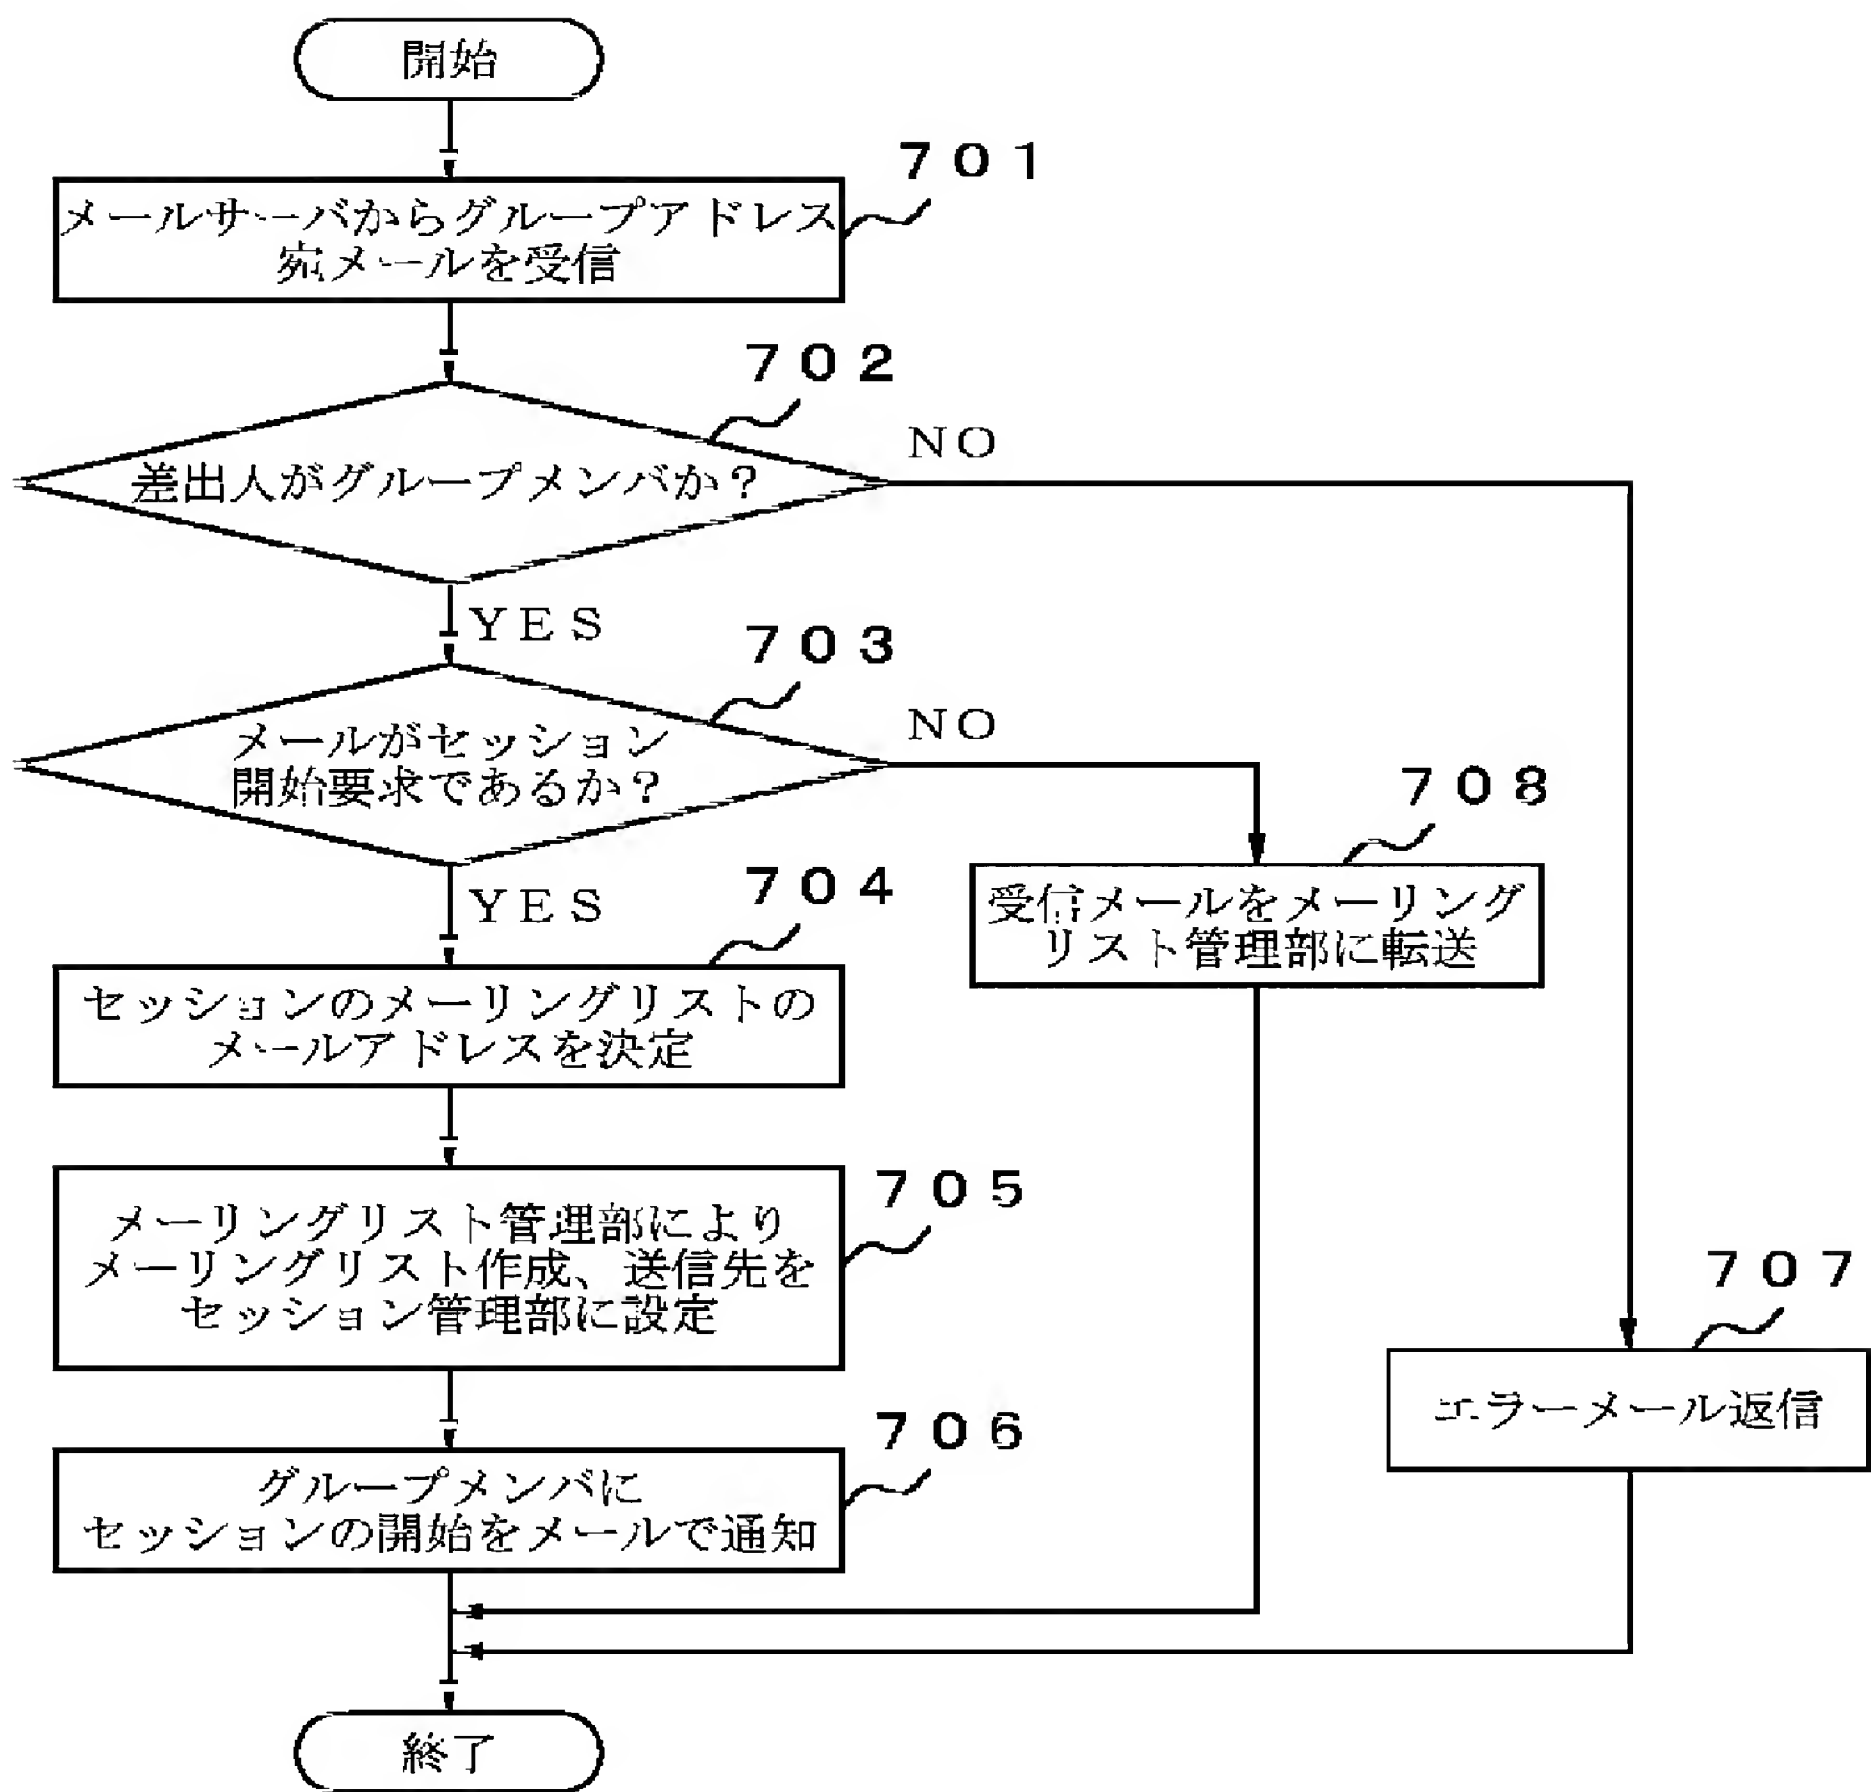 開始
701
メールサーバからグループアドレス
宛メールを受信
702
差出人がグループメンバか？
NO
YES
703
メールがセッション
開始要求であるか？
NO
YES
708
受信メールをメーリング
リスト管理部に転送
704
セッションのメーリングリストの
メールアドレスを決定
705
メーリングリスト管理部により
メーリングリスト作成、送信先を
セッション管理部に設定
707
エラーメール返信
706
グループメンバに
セッションの開始をメールで通知
終了